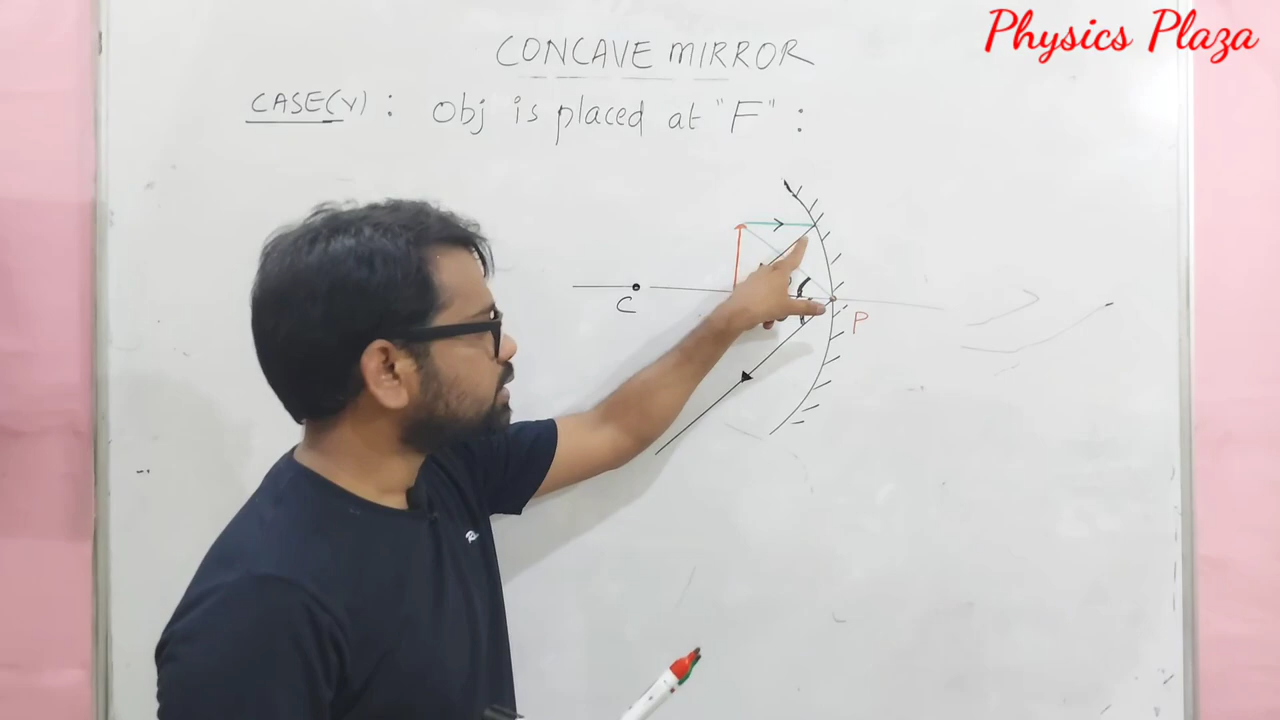 Physics Plaza
CONCAVE MIRROR
CASE(v) : Obj is placed at "F" :
C
P